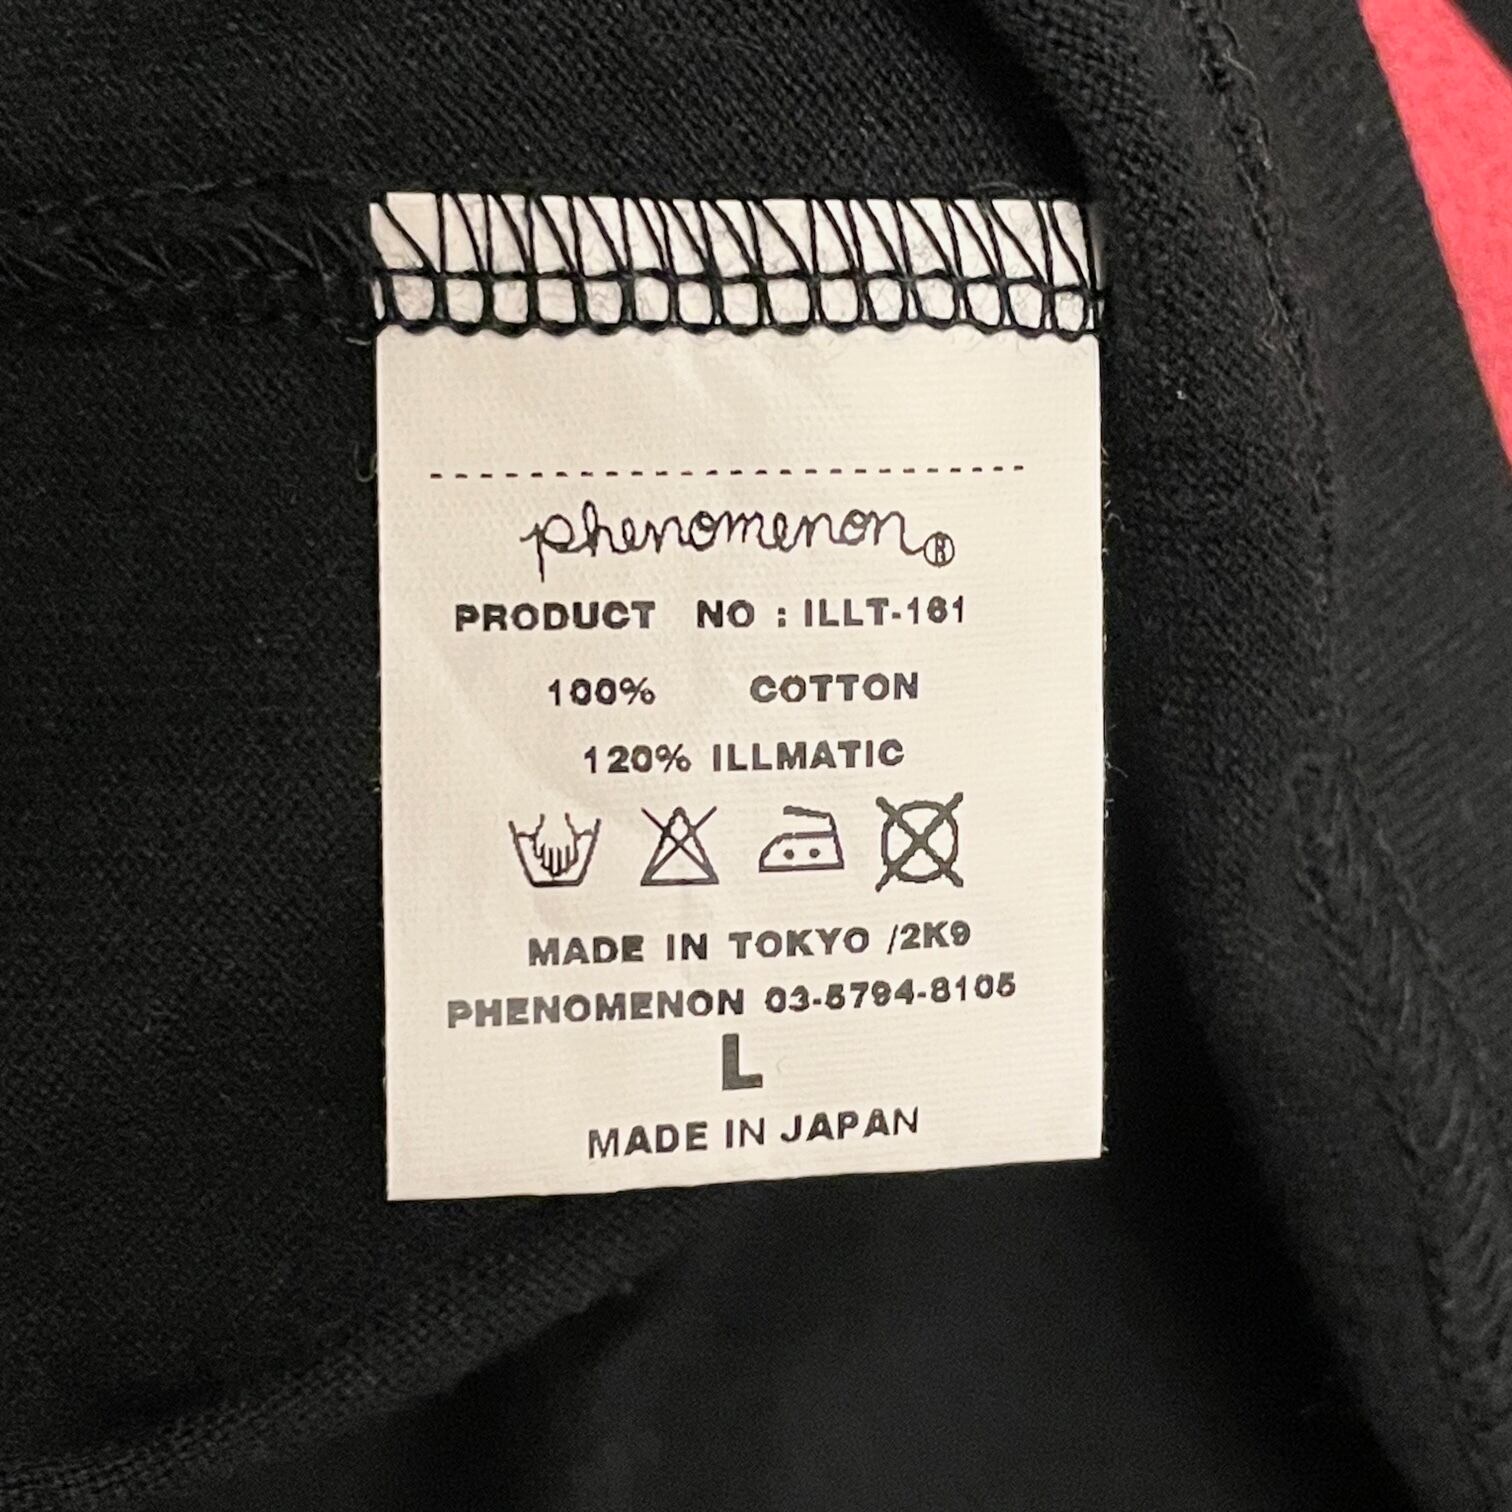 phenomenon®
PRODUCT NO : ILLT-161
100% COTTON
120% ILLMATIC
MADE IN TOKYO /2K9
PHENOMENON 03-5794-8105
L
MADE IN JAPAN